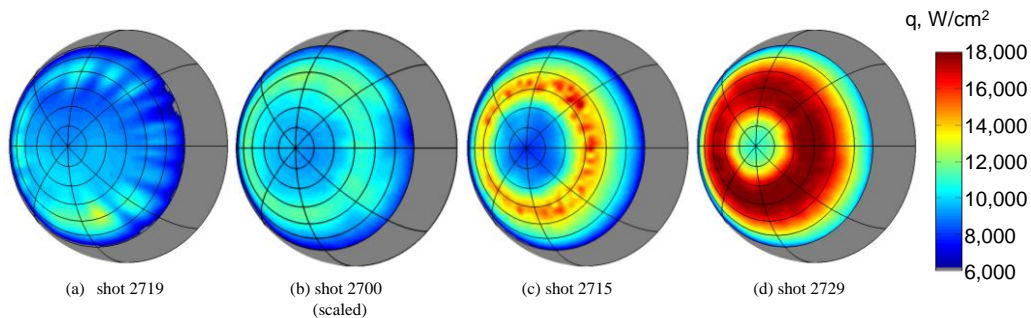 q, W/cm²
18,000
16,000
14,000
12,000
10,000
8,000
6,000
(a) shot 2719
(b) shot 2700
(scaled)
(c) shot 2715
(d) shot 2729